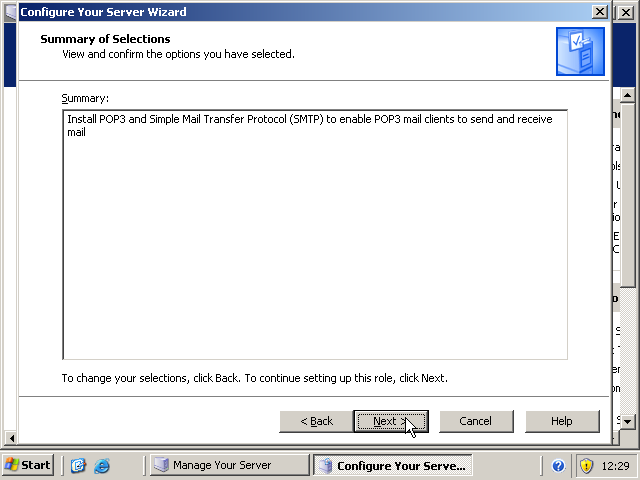 Configure Your Server Wizard
Summary of Selections
View and confirm the options you have selected.
Summary:
Install POP3 and Simple Mail Transfer Protocol (SMTP) to enable POP3 mail clients to send and receive
mail
To change your selections, click Back. To continue setting up this role, click Next.
< Back
Next >
Cancel
Help
Start
Manage Your Server
Configure Your Serve...
12:29